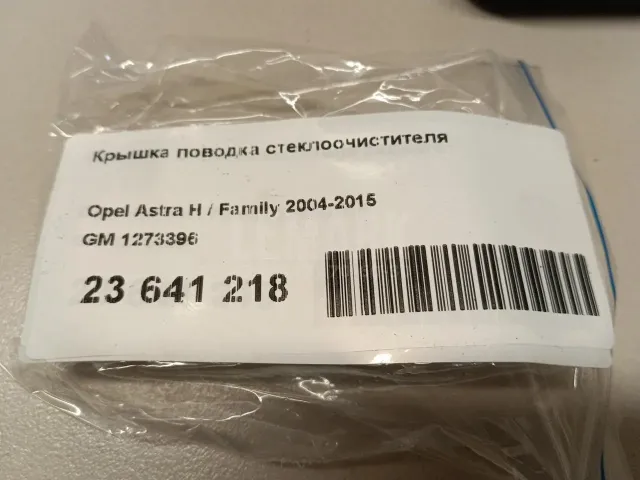 Крышка поводка стеклоочистителя
Opel Astra H / Family 2004-2015
GM 1273396
23 641 218